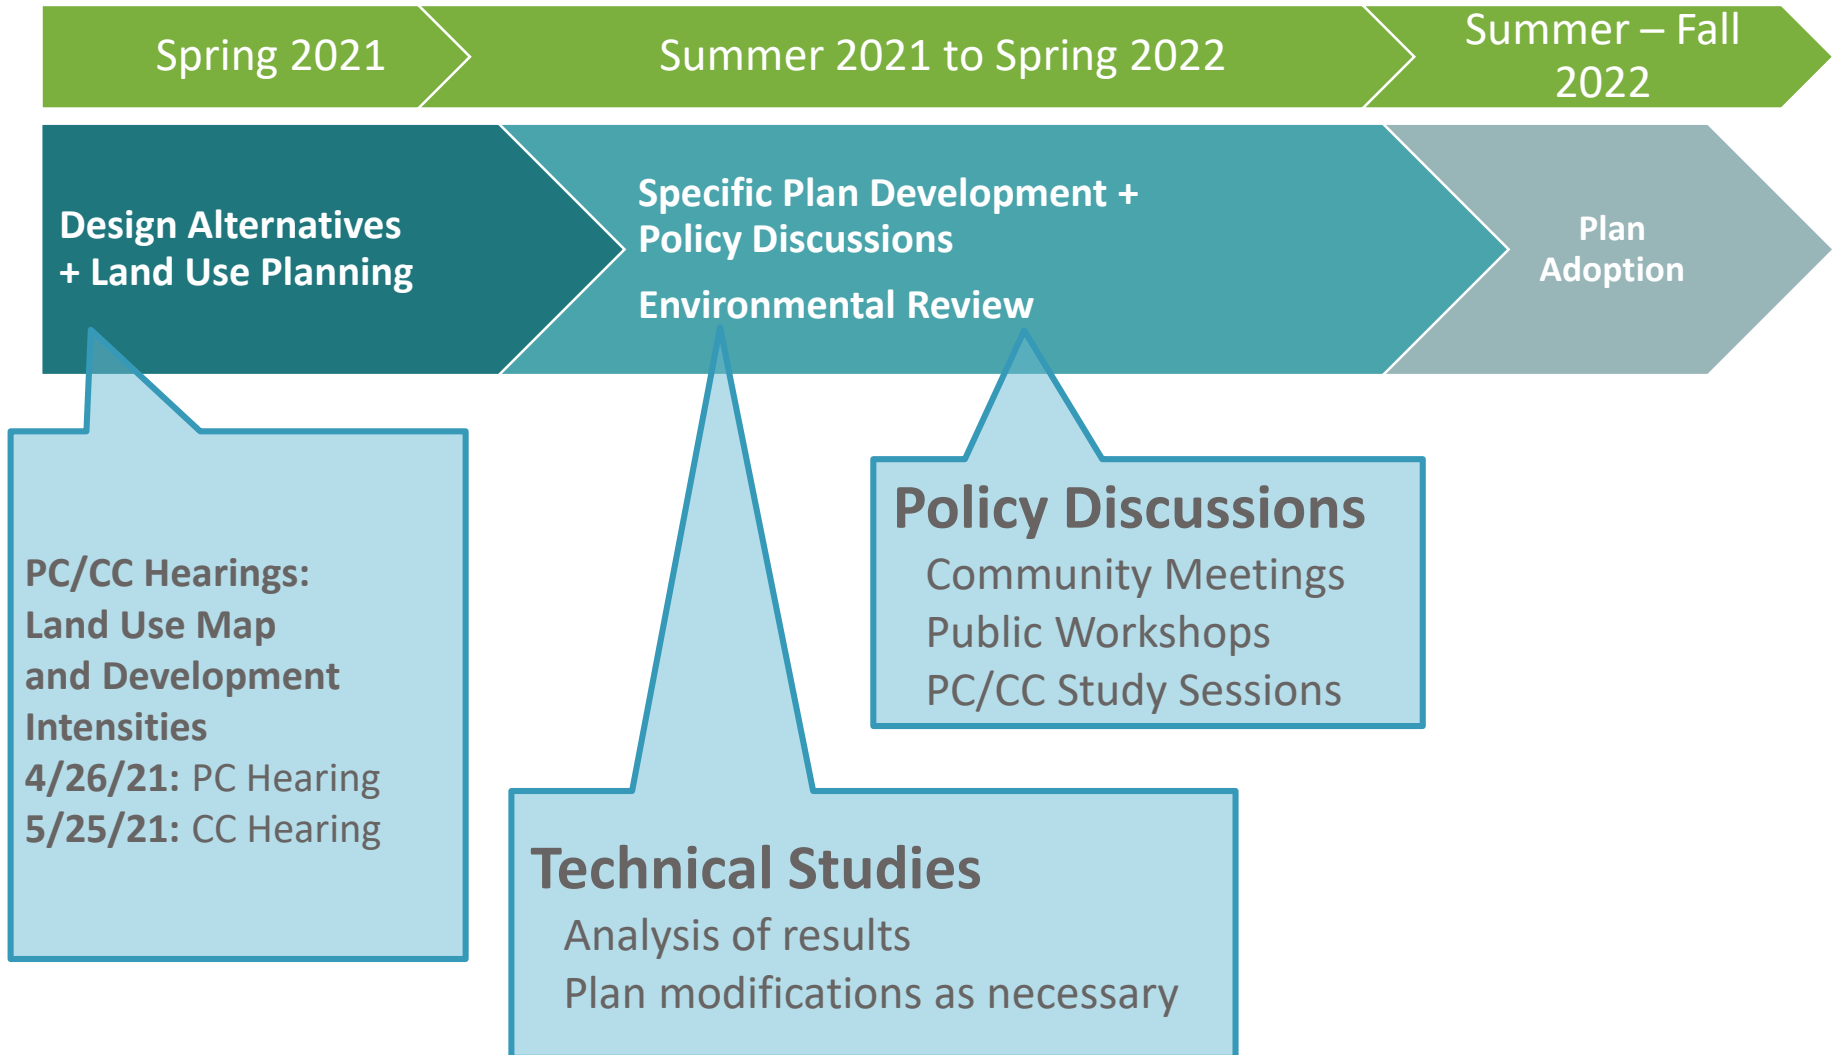 Spring 2021
Summer 2021 to Spring 2022
Summer – Fall
2022
Design Alternatives
+ Land Use Planning
Specific Plan Development +
Policy Discussions
Environmental Review
Plan
Adoption
PC/CC Hearings:
Land Use Map
and Development
Intensities
4/26/21: PC Hearing
5/25/21: CC Hearing
Policy Discussions
Community Meetings
Public Workshops
PC/CC Study Sessions
Technical Studies
Analysis of results
Plan modifications as necessary